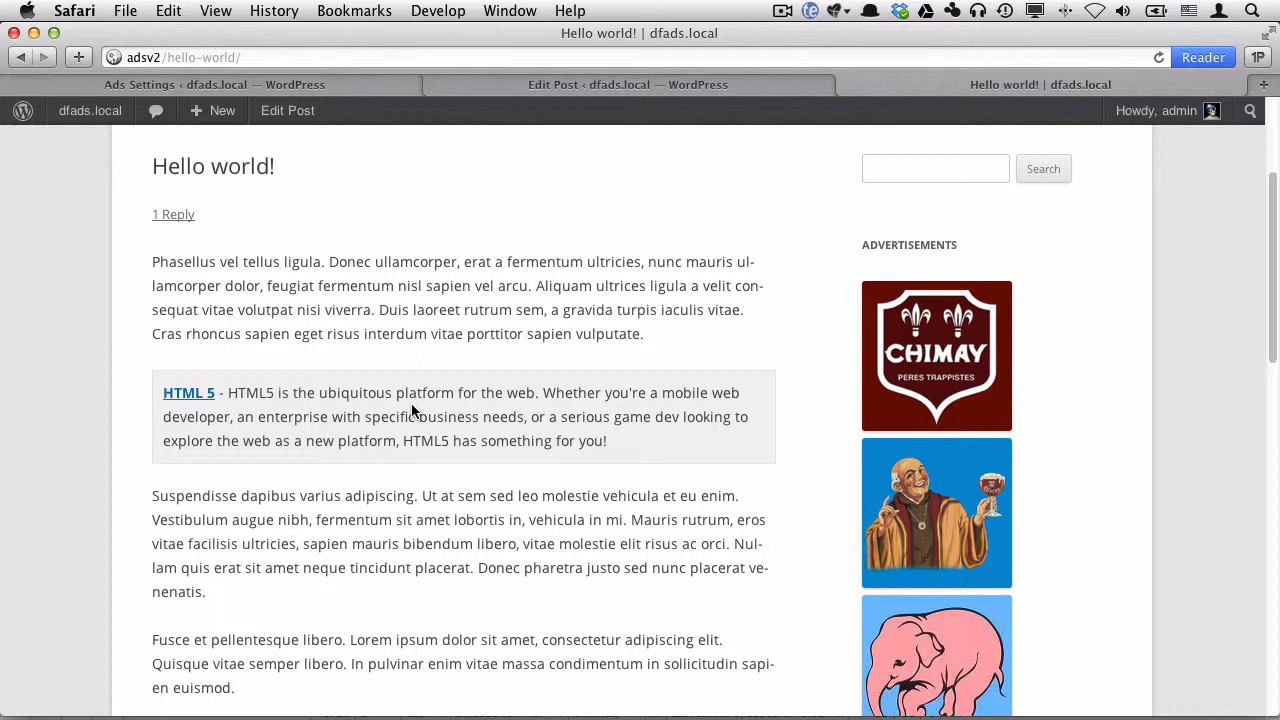 Safari File Edit View History Bookmarks Develop Window Help
Hello world! | dfads.local
adsv2/hello-world/
Reader
1P
Ads Settings ‹ dfads.local — WordPress
Edit Post ‹ dfads.local — WordPress
Hello world! | dfads.local
dfads.local
New
Edit Post
Howdy, admin
Hello world!
1 Reply
Phasellus vel tellus ligula. Donec ullamcorper, erat a fermentum ultricies, nunc mauris ul-
lamcorper dolor, feugiat fermentum nisl sapien vel arcu. Aliquam ultrices ligula a velit con-
sequat vitae volutpat nisi viverra. Duis laoreet rutrum sem, a gravida turpis iaculis vitae.
Cras rhoncus sapien eget risus interdum vitae porttitor sapien vulputate.
HTML 5 - HTML5 is the ubiquitous platform for the web. Whether you're a mobile web
developer, an enterprise with specific business needs, or a serious game dev looking to
explore the web as a new platform, HTML5 has something for you!
Suspendisse dapibus varius adipiscing. Ut at sem sed leo molestie vehicula et eu enim.
Vestibulum augue nibh, fermentum sit amet lobortis in, vehicula in mi. Mauris rutrum, eros
vitae facilisis ultricies, sapien mauris bibendum libero, vitae molestie elit risus ac orci. Nul-
lam quis erat sit amet neque tincidunt placerat. Donec pharetra justo sed nunc placerat ve-
nenatis.
Fusce et pellentesque libero. Lorem ipsum dolor sit amet, consectetur adipiscing elit.
Quisque vitae semper libero. In pulvinar enim vitae massa condimentum in sollicitudin sapi-
en euismod.
Search
ADVERTISEMENTS
CHIMAY
PERES TRAPPISTES